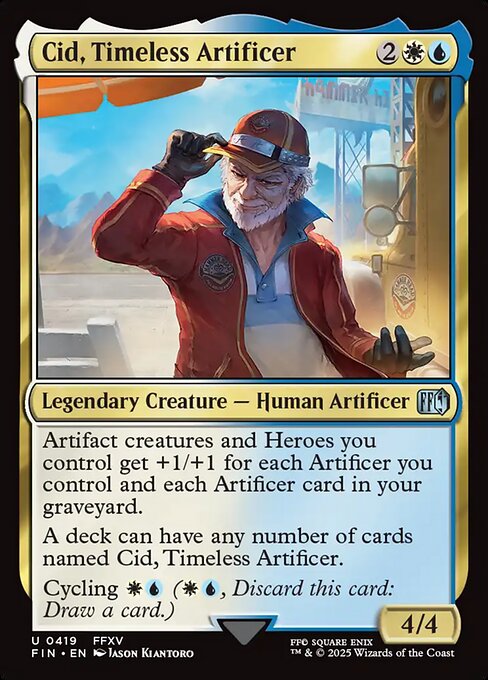 Cid, Timeless Artificer 2
Legendary Creature — Human Artificer FF
Artifact creatures and Heroes you
control get +1/+1 for each Artificer you
control and each Artificer card in your
graveyard.
A deck can have any number of cards
named Cid, Timeless Artificer.
Cycling (, Discard this card:
Draw a card.)
4/4
U 0419 FFXV
FIN • EN Jason Kiantoro
FF© SQUARE ENIX
™ & © 2025 Wizards of the Coast